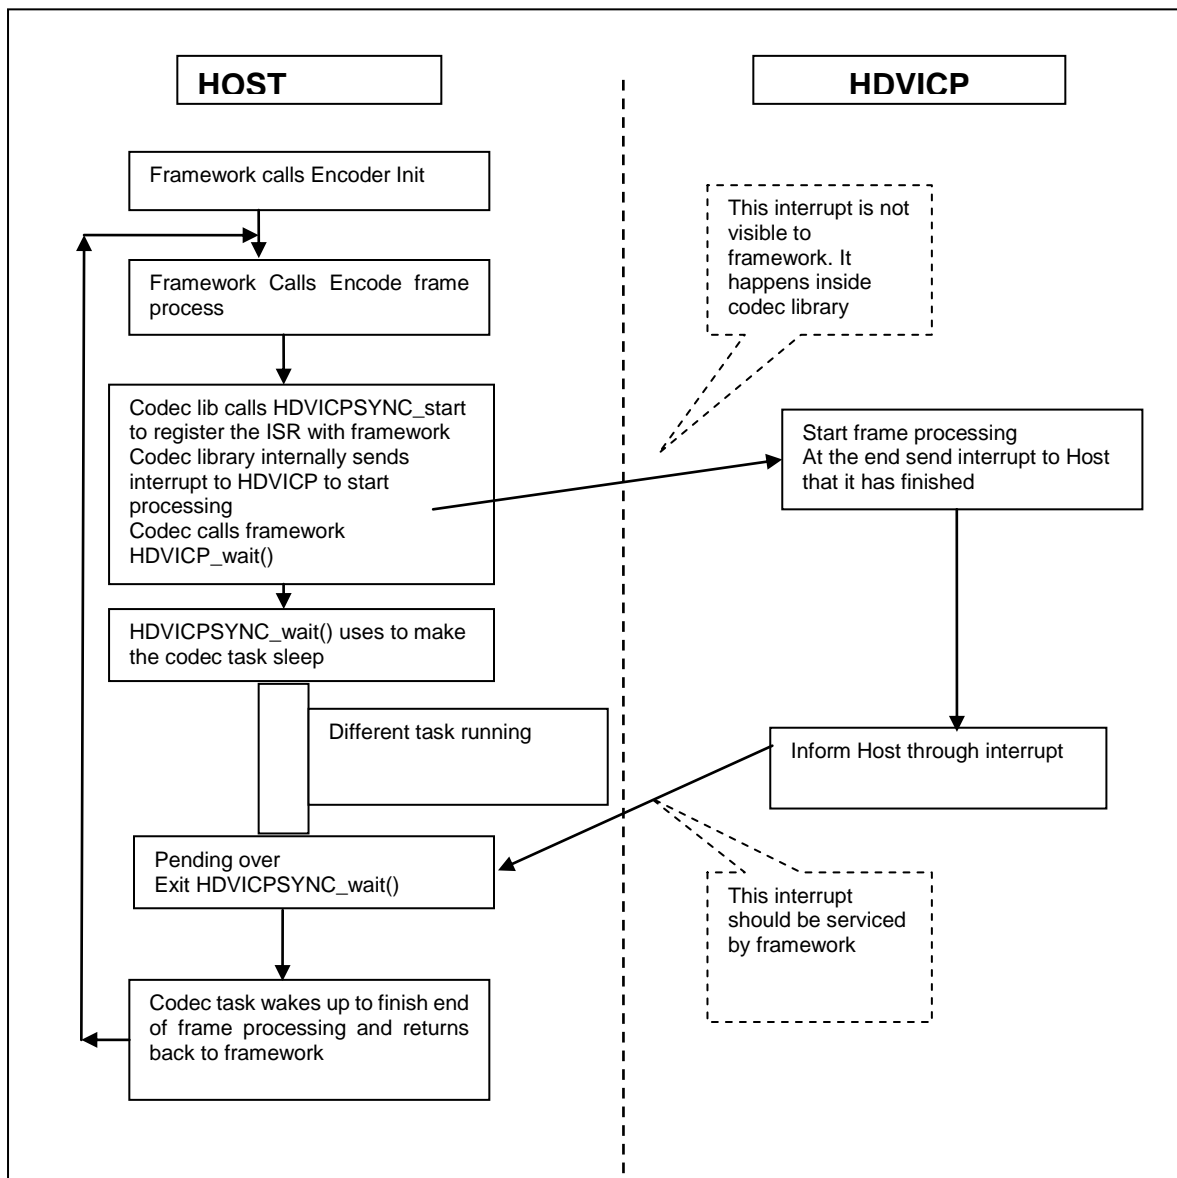 HOST
HDVICP
Framework calls Encoder Init
This interrupt is not
visible to
framework. It
happens inside
codec library
Framework Calls Encode frame
process
Codec lib calls HDVICPSYNC_start
to register the ISR with framework
Codec library internally sends
interrupt to HDVICP to start
processing
Codec calls framework
HDVICP_wait()
Start frame processing
At the end send interrupt to Host
that it has finished
HDVICPSYNC_wait() uses to make
the codec task sleep
Different task running
Inform Host through interrupt
Pending over
Exit HDVICPSYNC_wait()
This interrupt
should be serviced
by framework
Codec task wakes up to finish end
of frame processing and returns
back to framework